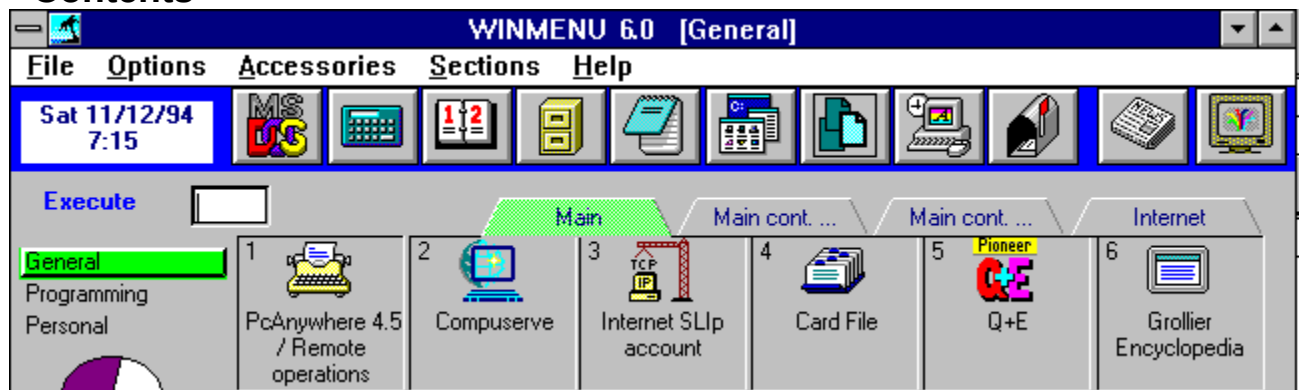 Contents
WINMENU 6.0 [General]
File Options Accessories Sections Help
Sat 11/12/94
7:15
MS
DOS
1 2
C:
NEWS
Execute
Main
Main cont. ...
Main cont. ...
Internet
General
Programming
Personal
1
PcAnywhere 4.5
/ Remote
operations
2
Compuserve
3
TCP
IP
Internet SLIp
account
4
Card File
5
Pioneer
Q+E
Q+E
6
Grollier
Encyclopedia